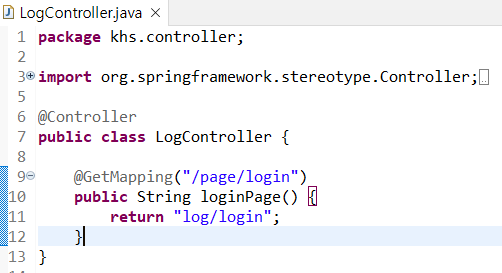 LogController.java
1 package khs.controller;
2
3 import org.springframework.stereotype.Controller;
5
6 @Controller
7 public class LogController {
8
9 @GetMapping("/page/login")
10 public String loginPage() {
11 return "log/login";
12 }
13 }